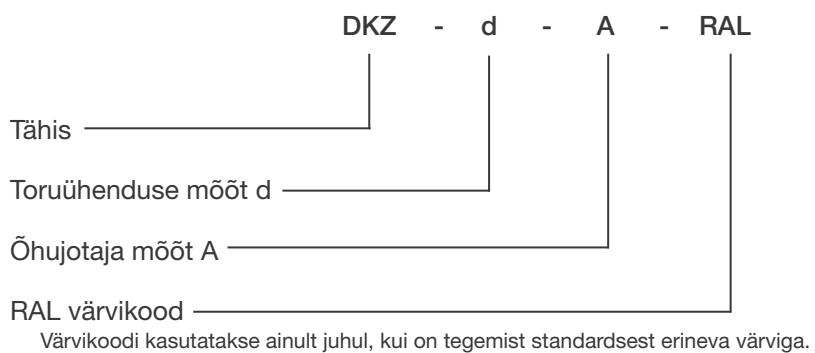 DKZ - d - A - RAL
Tähis
Toruühenduse mõõt d
Õhujotaja mõõt A
RAL värvikood
Värvikoodi kasutatakse ainult juhul, kui on tegemist standardsest erineva värviga.